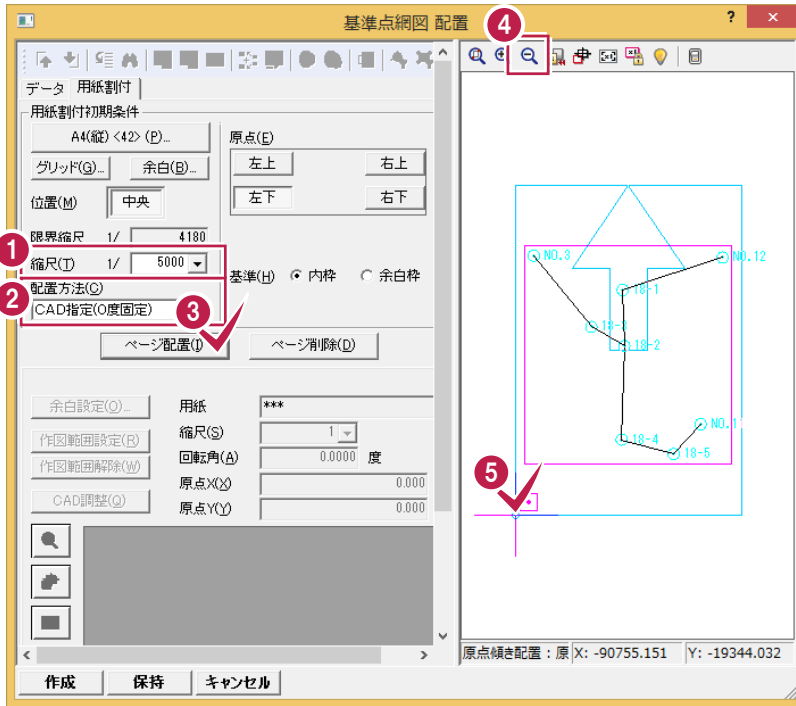 基準点網図 配置
? ×
4
データ 用紙割付
用紙割付初期条件
A4(縦) <42> (P)...
原点(E)
グリッド(G)... 余白(B)...
左上 右上
位置(M) 中央
左下 右下
限界縮尺 1/ 4180
1
縮尺(T) 1/ 5000
基準(H) 内枠 余白枠
2
配置方法(C)
CAD指定(0度固定)
3
ページ配置(I) ページ削除(D)
余白設定(O)... 用紙 ***
縮尺(S) 1
作図範囲設定(R)
回転角(A) 0.0000 度
作図範囲解除(W)
原点X(X) 0.000
CAD調整(Q)
原点Y(Y) 0.000
NO.3
NO.12
18-1
18-3
18-2
NO.1
18-4
18-5
5
原点傾き配置：原 X: -90755.151 Y: -19344.032
作成 保持 キャンセル